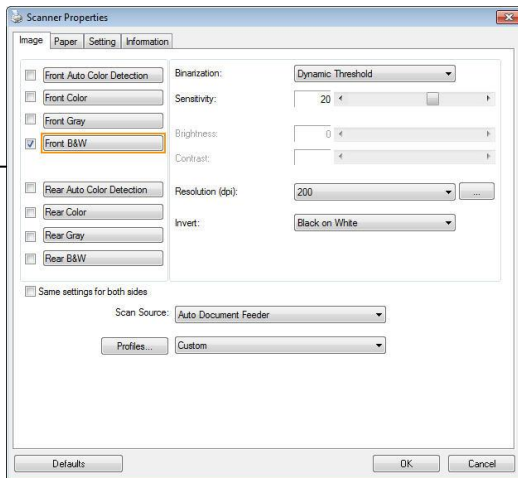 Scanner Properties
Image Paper Setting Information
Front Auto Color Detection
Front Color
Front Gray
Front B&W
Rear Auto Color Detection
Rear Color
Rear Gray
Rear B&W
Binarization: Dynamic Threshold
Sensitivity: 20
Brightness: 0
Contrast:
Resolution (dpi): 200 ...
Invert: Black on White
Same settings for both sides
Scan Source: Auto Document Feeder
Profiles... Custom
Defaults OK Cancel